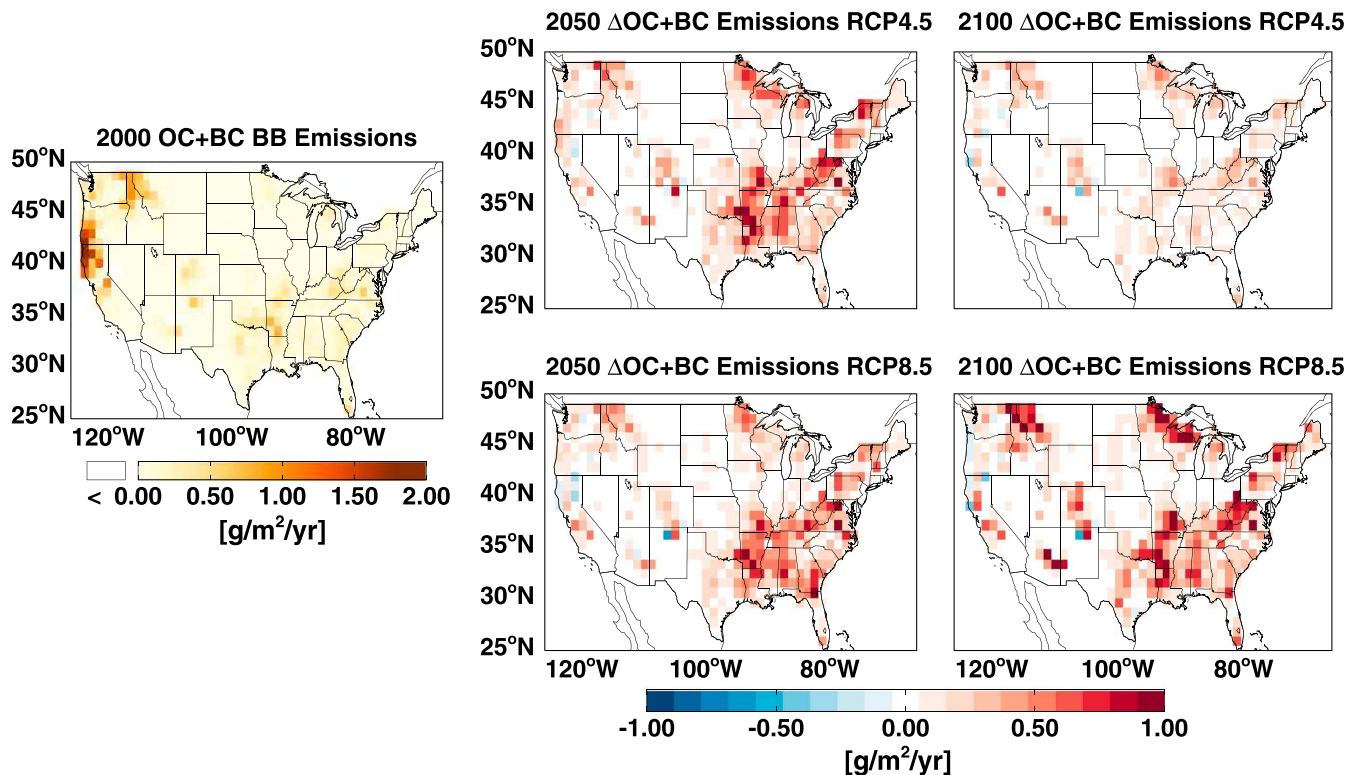 2050 ΔOC+BC Emissions RCP4.5
2100 ΔOC+BC Emissions RCP4.5
50°N
45°N
40°N
35°N
30°N
25°N
2000 OC+BC BB Emissions
50°N
45°N
40°N
35°N
30°N
25°N
120°W 100°W 80°W
< 0.00 0.50 1.00 1.50 2.00
[g/m²/yr]
2050 ΔOC+BC Emissions RCP8.5
2100 ΔOC+BC Emissions RCP8.5
50°N
45°N
40°N
35°N
30°N
25°N
120°W 100°W 80°W
120°W 100°W 80°W
-1.00 -0.50 0.00 0.50 1.00
[g/m²/yr]